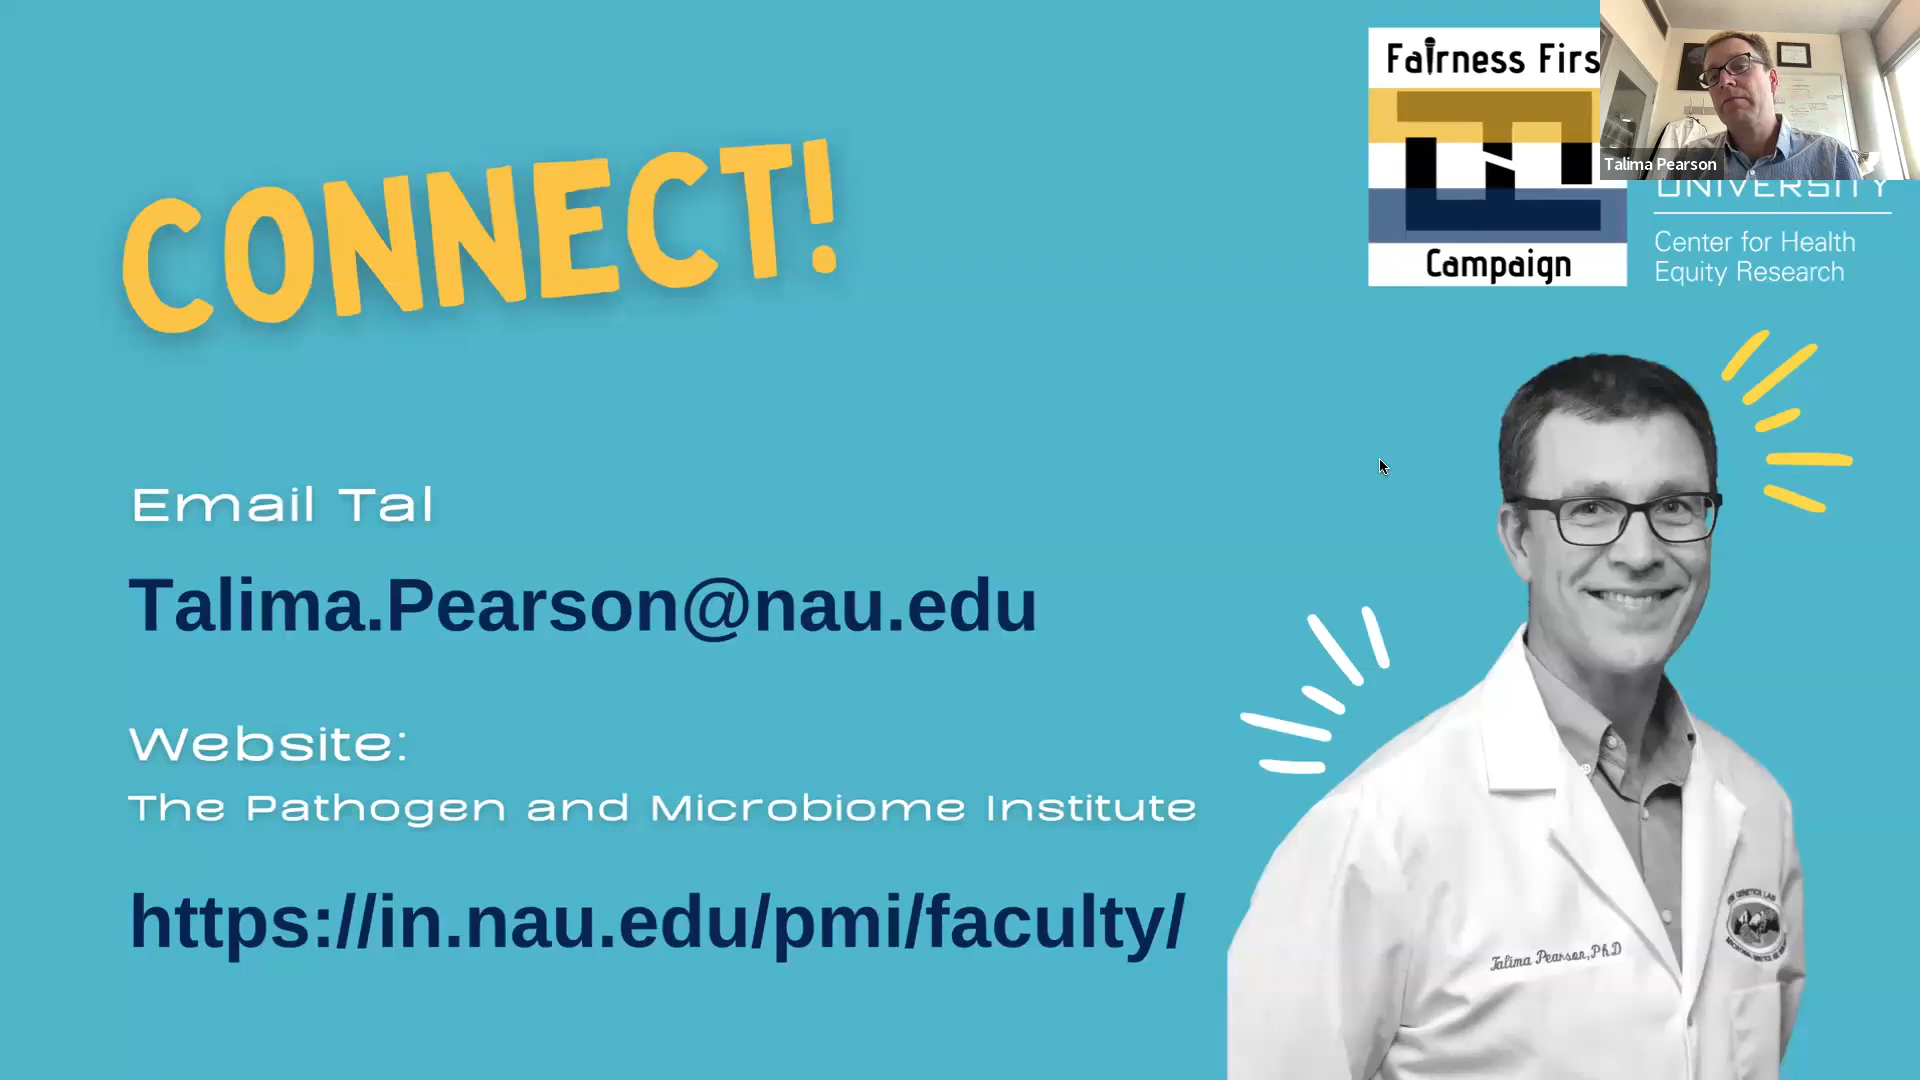 Fairness Firs
Talima Pearson
UNIVERSITY
Center for Health
Equity Research
Campaign
CONNECT!
Email Tal
Talima.Pearson@nau.edu
Website:
The Pathogen and Microbiome Institute
https://in.nau.edu/pmi/faculty/
Talima Pearson, PhD